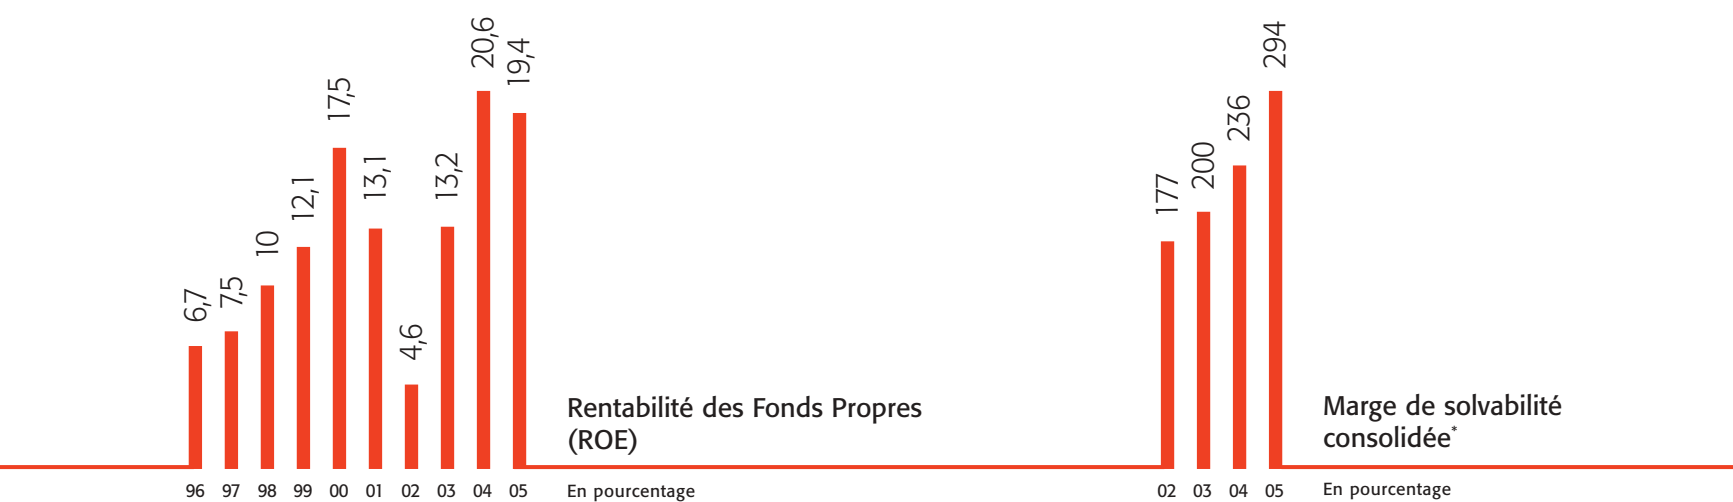 6,7
7,5
10
12,1
17,5
13,1
4,6
13,2
20,6
19,4
Rentabilité des Fonds Propres
(ROE)
96 97 98 99 00 01 02 03 04 05
En pourcentage
177
200
236
294
Marge de solvabilité
consolidée*
02 03 04 05
En pourcentage